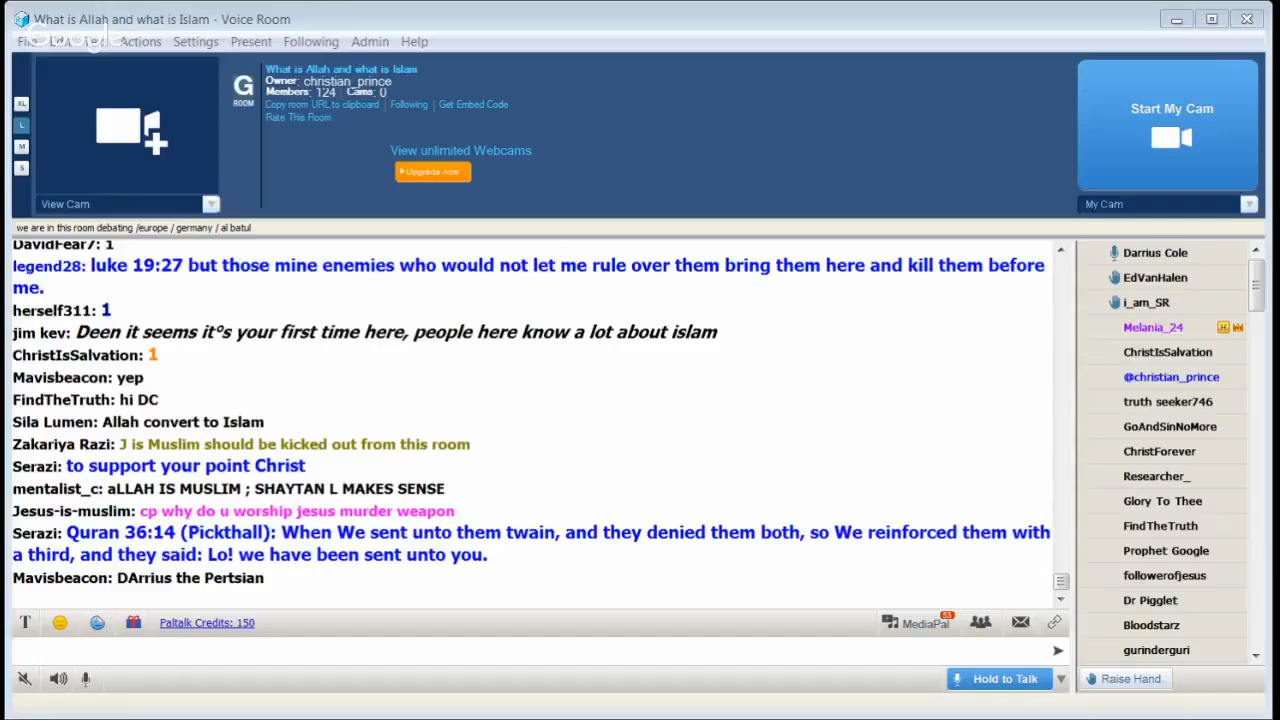 What is Allah and what is Islam - Voice Room
Google
Actions Settings Present Following Admin Help
XL
L
M
S
G
ROOM
What is Allah and what is Islam
Owner: christian_prince
Members: 124 Cams: 0
Copy room URL to clipboard | Following | Get Embed Code
Rate This Room
View unlimited Webcams
Upgrade now
Start My Cam
View Cam
My Cam
we are in this room debating /europe / germany / al batul
DavidFear7: 1
legend28: luke 19:27 but those mine enemies who would not let me rule over them bring them here and kill them before
me.
herself311: 1
jim kev: Deen it seems it°s your first time here, people here know a lot about islam
ChristIsSalvation: 1
Mavisbeacon: yep
FindTheTruth: hi DC
Sila Lumen: Allah convert to Islam
Zakariya Razi: J is Muslim should be kicked out from this room
Serazi: to support your point Christ
mentalist_c: aLLAH IS MUSLIM ; SHAYTAN L MAKES SENSE
Jesus-is-muslim: cp why do u worship jesus murder weapon
Serazi: Quran 36:14 (Pickthall): When We sent unto them twain, and they denied them both, so We reinforced them with
a third, and they said: Lo! we have been sent unto you.
Mavisbeacon: DArrius the Pertsian
Darrius Cole
EdVanHalen
i_am_SR
Melania_24
H
ChristIsSalvation
@christian_prince
truth seeker746
GoAndSinNoMore
ChristForever
Researcher_
Glory To Thee
FindTheTruth
Prophet Google
followerofjesus
Dr Pigglet
Bloodstarz
gurinderguri
T
Paltalk Credits: 150
MediaPal
53
Hold to Talk
Raise Hand